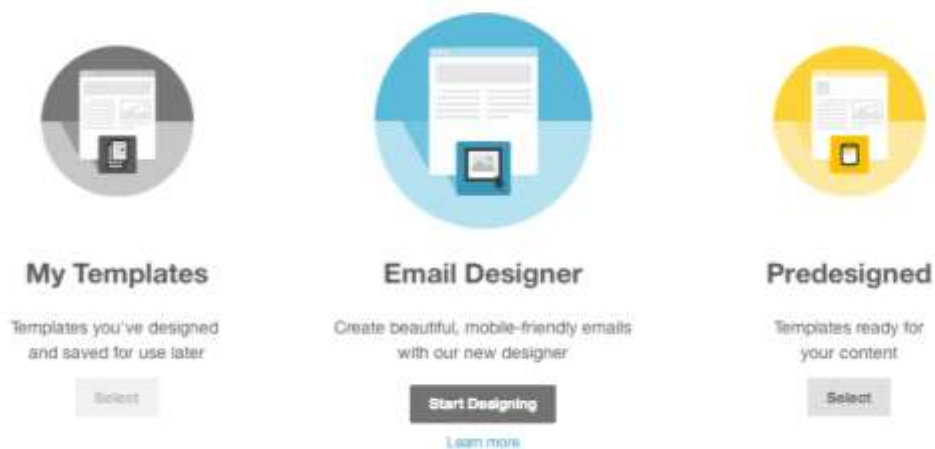 My Templates
Templates you've designed
and saved for use later
Select
Email Designer
Create beautiful, mobile-friendly emails
with our new designer
Start Designing
Learn more
Predesigned
Templates ready for
your content
Select